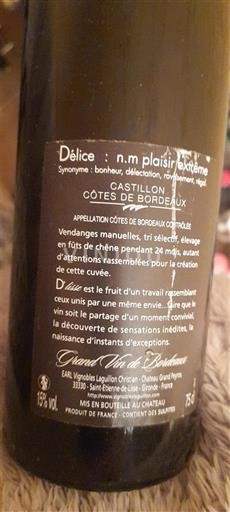 Délice : n.m plaisir extrême
Synonyme : bonheur, délectation, ravissement, régal.
CASTILLON
CÔTES DE BORDEAUX
APPELLATION CÔTES DE BORDEAUX CONTRÔLÉE
Vendanges manuelles, tri sélectif, élevage
en fûts de chêne pendant 24 mois, autant
d'attentions rassemblées pour la création
de cette cuvée.
est le fruit d'un travail rassemblant
ceux unis par une même envie...faire que le
vin soit le partage d'un moment convivial,
la découverte de sensations inédites, la
naissance d'instants d'exceptions.
Grand Vin de Bordeaux
EARL Vignobles Laguillon Christian - Chateau Grand Peyrou
33330 - Saint-Étienne-de-Lisse - Gironde - France
http://www.vignobleslaguillon.com
15% vol.
MIS EN BOUTEILLE AU CHATEAU
75 cl
PRODUIT DE FRANCE - CONTIENT DES SULFITES